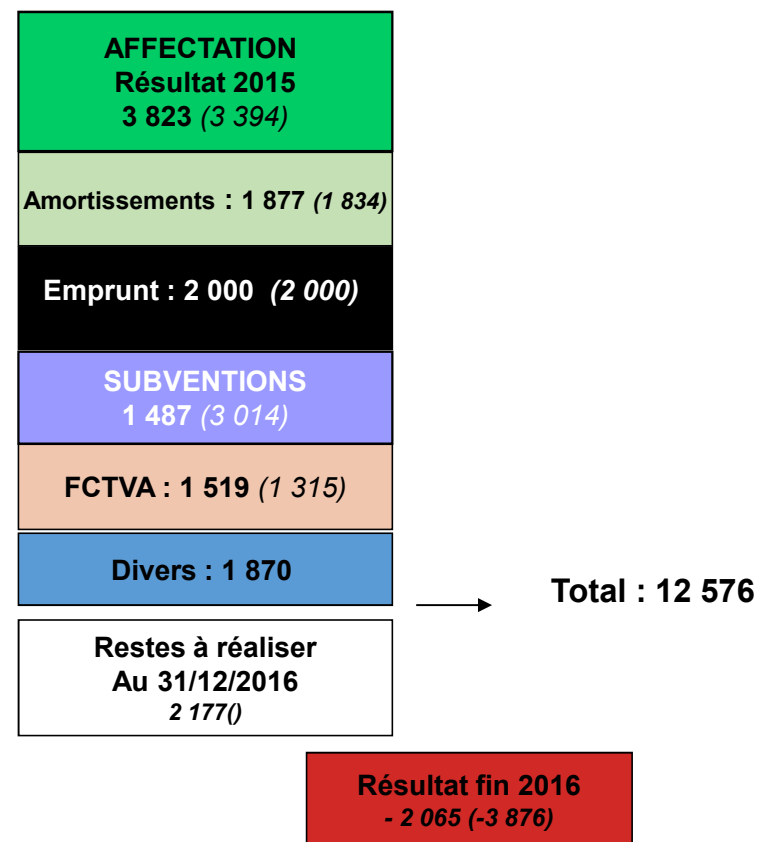 AFFECTATION
Résultat 2015
3 823 (3 394)
Amortissements : 1 877 (1 834)
Emprunt : 2 000 (2 000)
SUBVENTIONS
1 487 (3 014)
FCTVA : 1 519 (1 315)
Divers : 1 870
Total : 12 576
Restes à réaliser
Au 31/12/2016
2 177()
Résultat fin 2016
- 2 065 (-3 876)